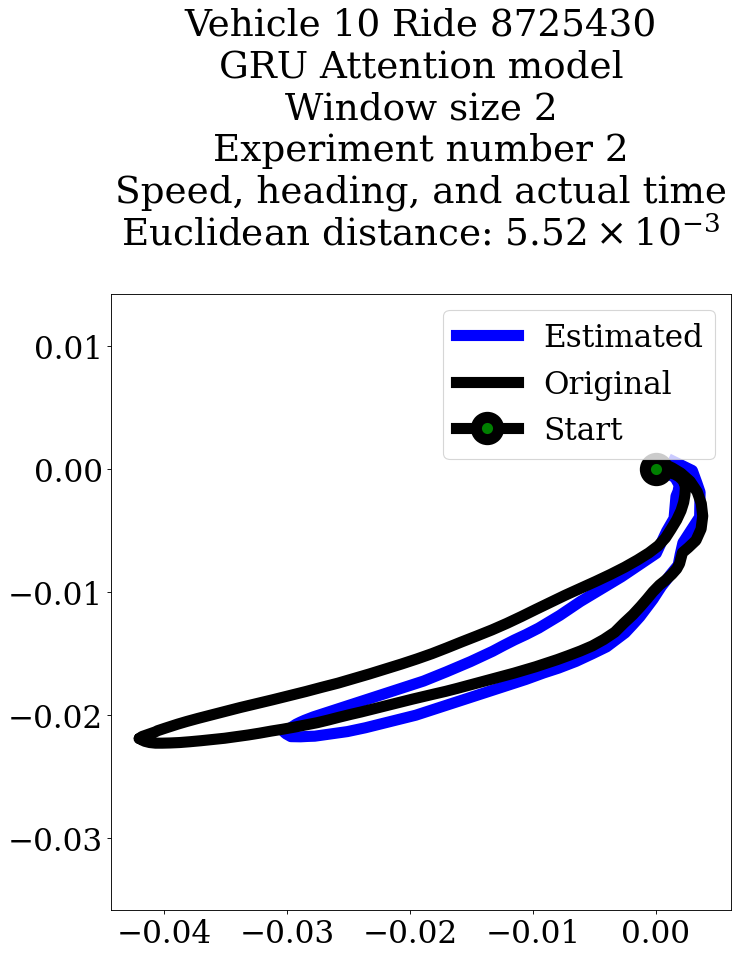 Vehicle 10 Ride 8725430
GRU Attention model
Window size 2
Experiment number 2
Speed, heading, and actual time
Euclidean distance: 5.52 × 10⁻³
Estimated
Original
Start
0.01
0.00
−0.01
−0.02
−0.03
−0.04 −0.03 −0.02 −0.01 0.00